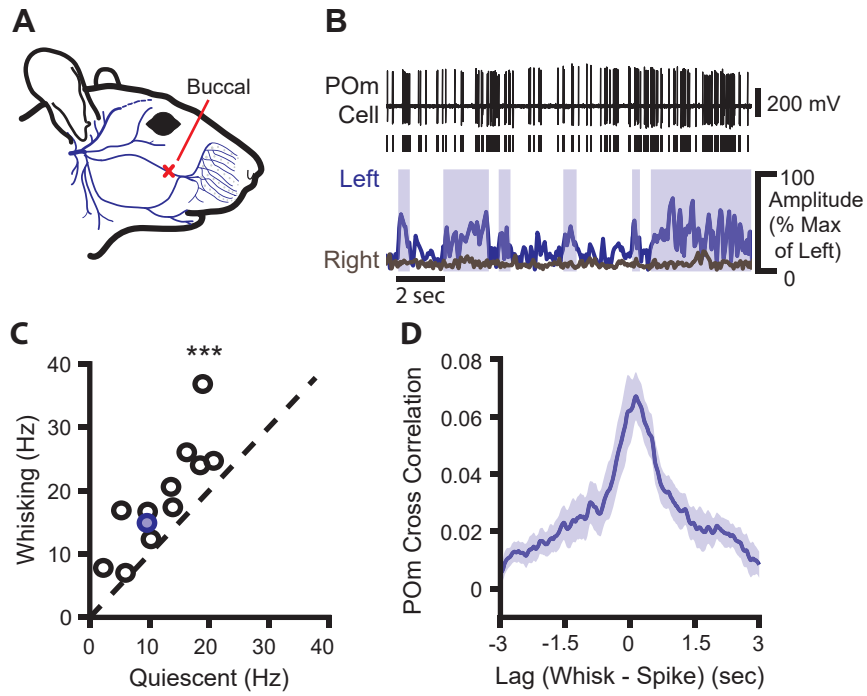 A
Buccal
B
POm
Cell
200 mV
Left
Right
100
Amplitude
(% Max
of Left)
0
2 sec
C
***
40
30
20
10
0
Whisking (Hz)
0 10 20 30 40
Quiescent (Hz)
D
0.08
0.06
0.04
0.02
0
POm Cross Correlation
-3 -1.5 0 1.5 3
Lag (Whisk - Spike) (sec)